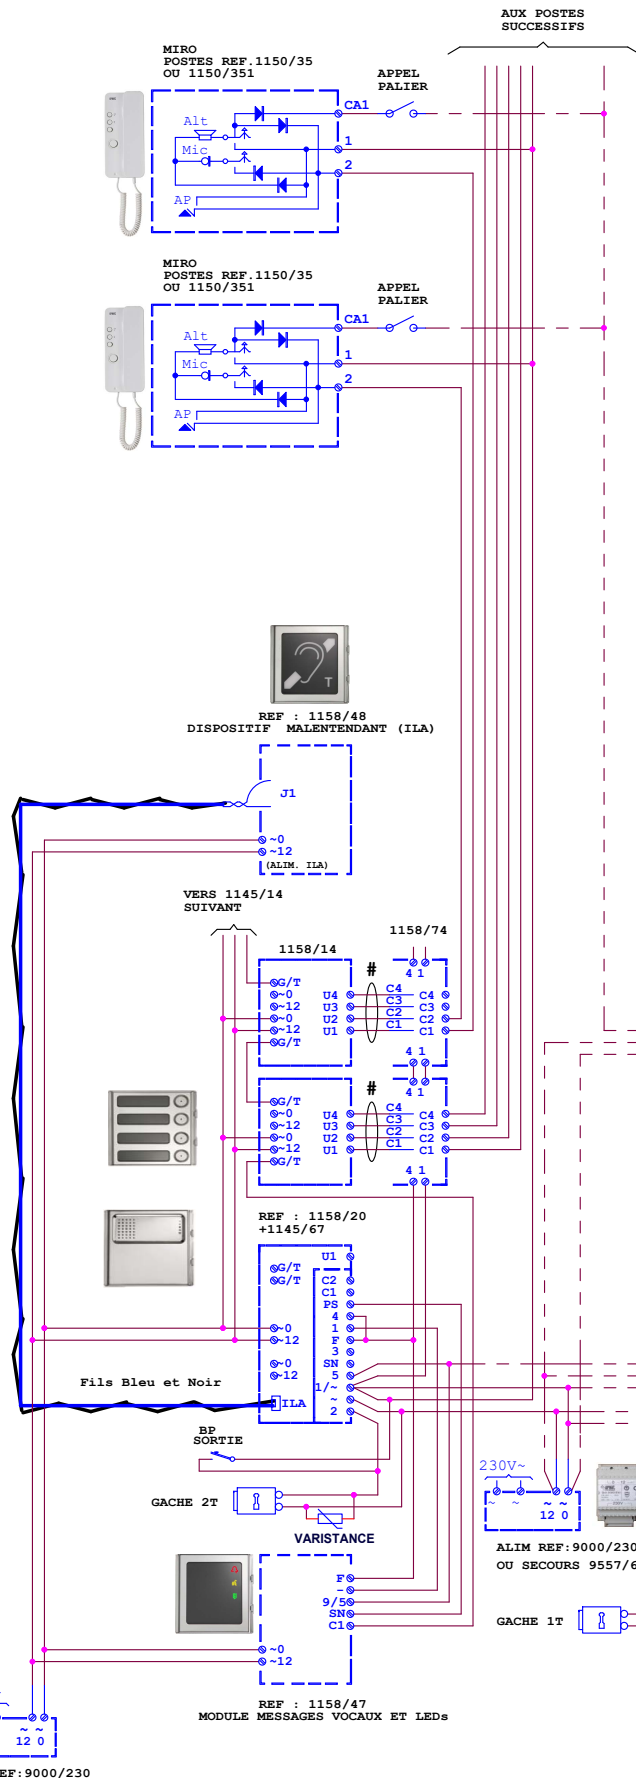 AUX POSTES
SUCCESSIFS
MIRO
POSTES REF.1150/35
OU 1150/351
APPEL
PALIER
CA1
Alt
1
Mic
2
AP
MIRO
POSTES REF.1150/35
OU 1150/351
APPEL
PALIER
CA1
Alt
1
Mic
2
AP
T
REF : 1158/48
DISPOSITIF MALENTENDANT (ILA)
J1
~0
~12
(ALIM. ILA)
VERS 1145/14
SUIVANT
1158/14
1158/74
#
4 1
G/T
~0
~12
~0
~12
G/T
U4
U3
U2
U1
C4
C3
C2
C1
C4
C3
C2
C1
4 1
#
4 1
G/T
~0
~12
~0
~12
G/T
U4
U3
U2
U1
C4
C3
C2
C1
C4
C3
C2
C1
4 1
REF : 1158/20
+1145/67
U1
G/T
G/T
C2
C1
PS
4
~0
1
~12
F
3
~0
SN
~12
5
1/~
Fils Bleu et Noir
ILA
~
2
BP
SORTIE
230V~
GACHE 2T
~ ~ ~ ~
12 0
VARISTANCE
ALIM REF:9000/230
OU SECOURS 9557/6
F
-
9/5
SN
C1
GACHE 1T
~0
~12
REF : 1158/47
MODULE MESSAGES VOCAUX ET LEDs
~ ~
12 0
EF:9000/230